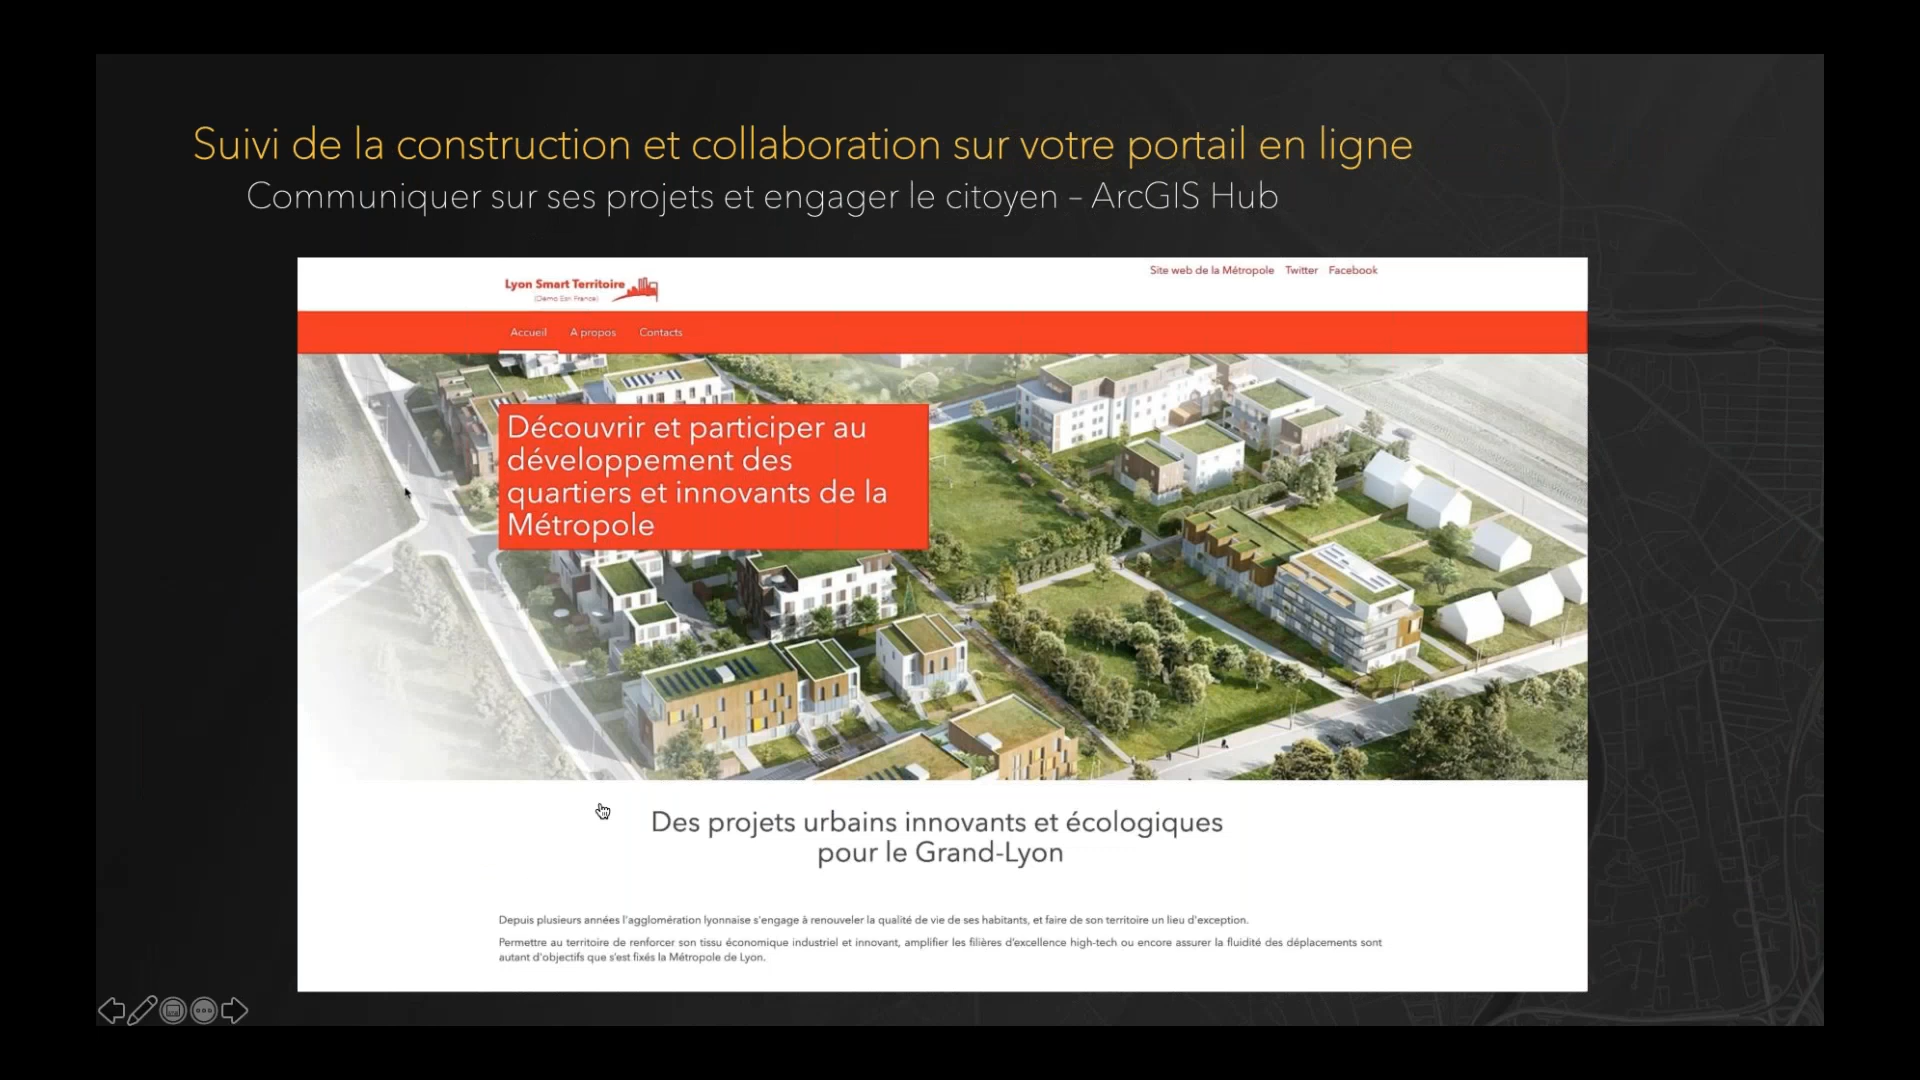 Suivi de la construction et collaboration sur votre portail en ligne
Communiquer sur ses projets et engager le citoyen – ArcGIS Hub
Site web de la Métropole Twitter Facebook
Lyon Smart Territoire
(Démo Esri France)
Accueil A propos Contacts
Découvrir et participer au
développement des
quartiers et innovants de la
Métropole
Des projets urbains innovants et écologiques
pour le Grand-Lyon
Depuis plusieurs années l'agglomération lyonnaise s'engage à renouveler la qualité de vie de ses habitants, et faire de son territoire un lieu d'exception.
Permettre au territoire de renforcer son tissu économique industriel et innovant, amplifier les filières d'excellence high-tech ou encore assurer la fluidité des déplacements sont
autant d'objectifs que s'est fixés la Métropole de Lyon.